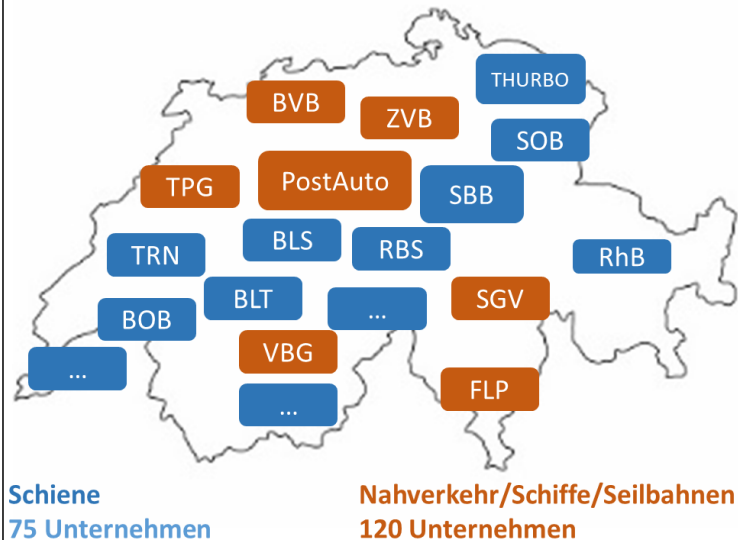 THURBO
BVB
ZVB
SOB
TPG
PostAuto
SBB
BLS
RBS
TRN
RhB
BLT
SGV
...
BOB
VBG
...
FLP
...
Schiene
75 Unternehmen
Nahverkehr/Schiffe/Seilbahnen
120 Unternehmen